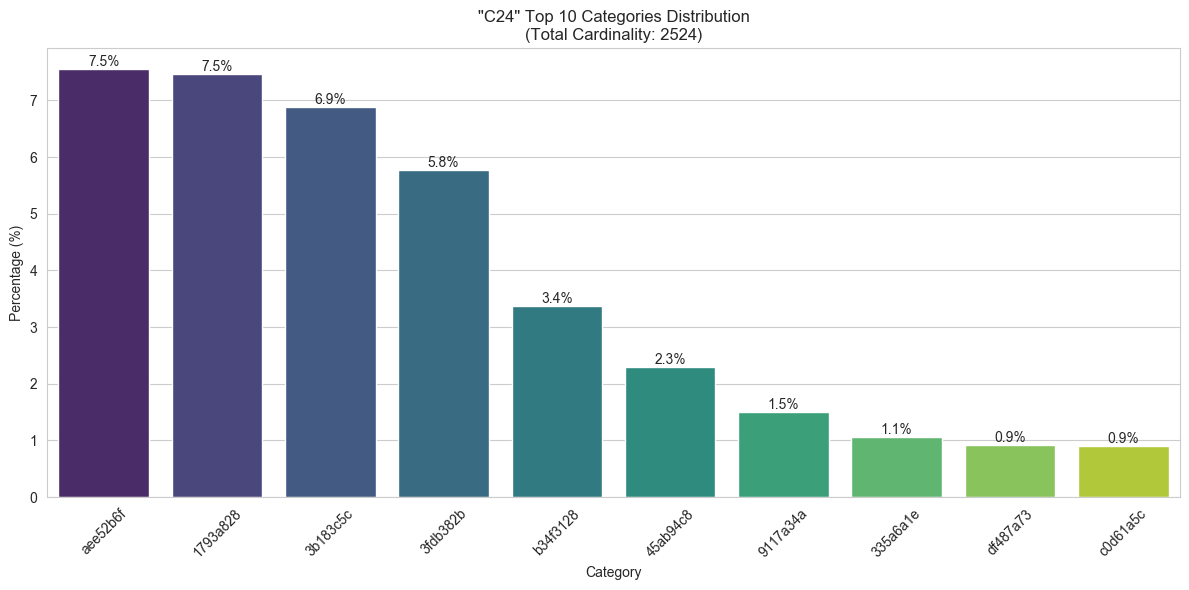 "C24" Top 10 Categories Distribution
(Total Cardinality: 2524)
Percentage (%)
7
6
5
4
3
2
1
0
7.5%
7.5%
6.9%
5.8%
3.4%
2.3%
1.5%
1.1%
0.9%
0.9%
aee52b6f
1793a828
3b183c5c
3fdb382b
b34f3128
45ab94c8
9117a34a
335a6a1e
df487a73
c0d61a5c
Category